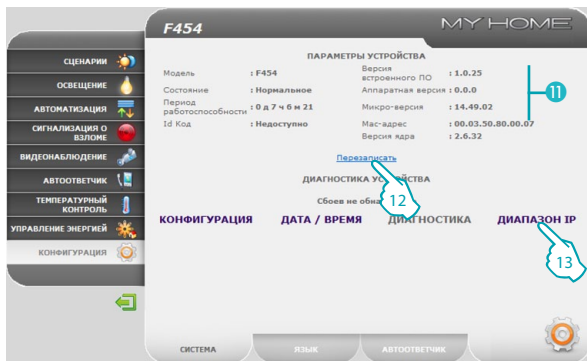 F454
MY HOME
СЦЕНАРИИ
ОСВЕЩЕНИЕ
АВТОМАТИЗАЦИЯ
СИГНАЛИЗАЦИЯ О
ВЗЛОМЕ
ВИДЕОНАБЛЮДЕНИЕ
АВТООТВЕТЧИК
ТЕМПЕРАТУРНЫЙ
КОНТРОЛЬ
УПРАВЛЕНИЕ ЭНЕРГИЕЙ
КОНФИГУРАЦИЯ
ПАРАМЕТРЫ УСТРОЙСТВА
Модель : F454 Версия встроенного ПО : 1.0.25
Состояние : Нормальное Аппаратная версия : 0.0.0
Период работоспособности : 0 д 7 ч 6 м 21 Микро-версия : 14.49.02
Id Код : Недоступно Mac-адрес : 00.03.50.80.00.07
Версия ядра : 2.6.32
11
Перезаписать
12
ДИАГНОСТИКА УСТРОЙСТВА
Сбоев не
КОНФИГУРАЦИЯ ДАТА / ВРЕМЯ ДИАГНОСТИКА ДИАПАЗОН IP
13
СИСТЕМА ЯЗЫК АВТООТВЕТЧИК